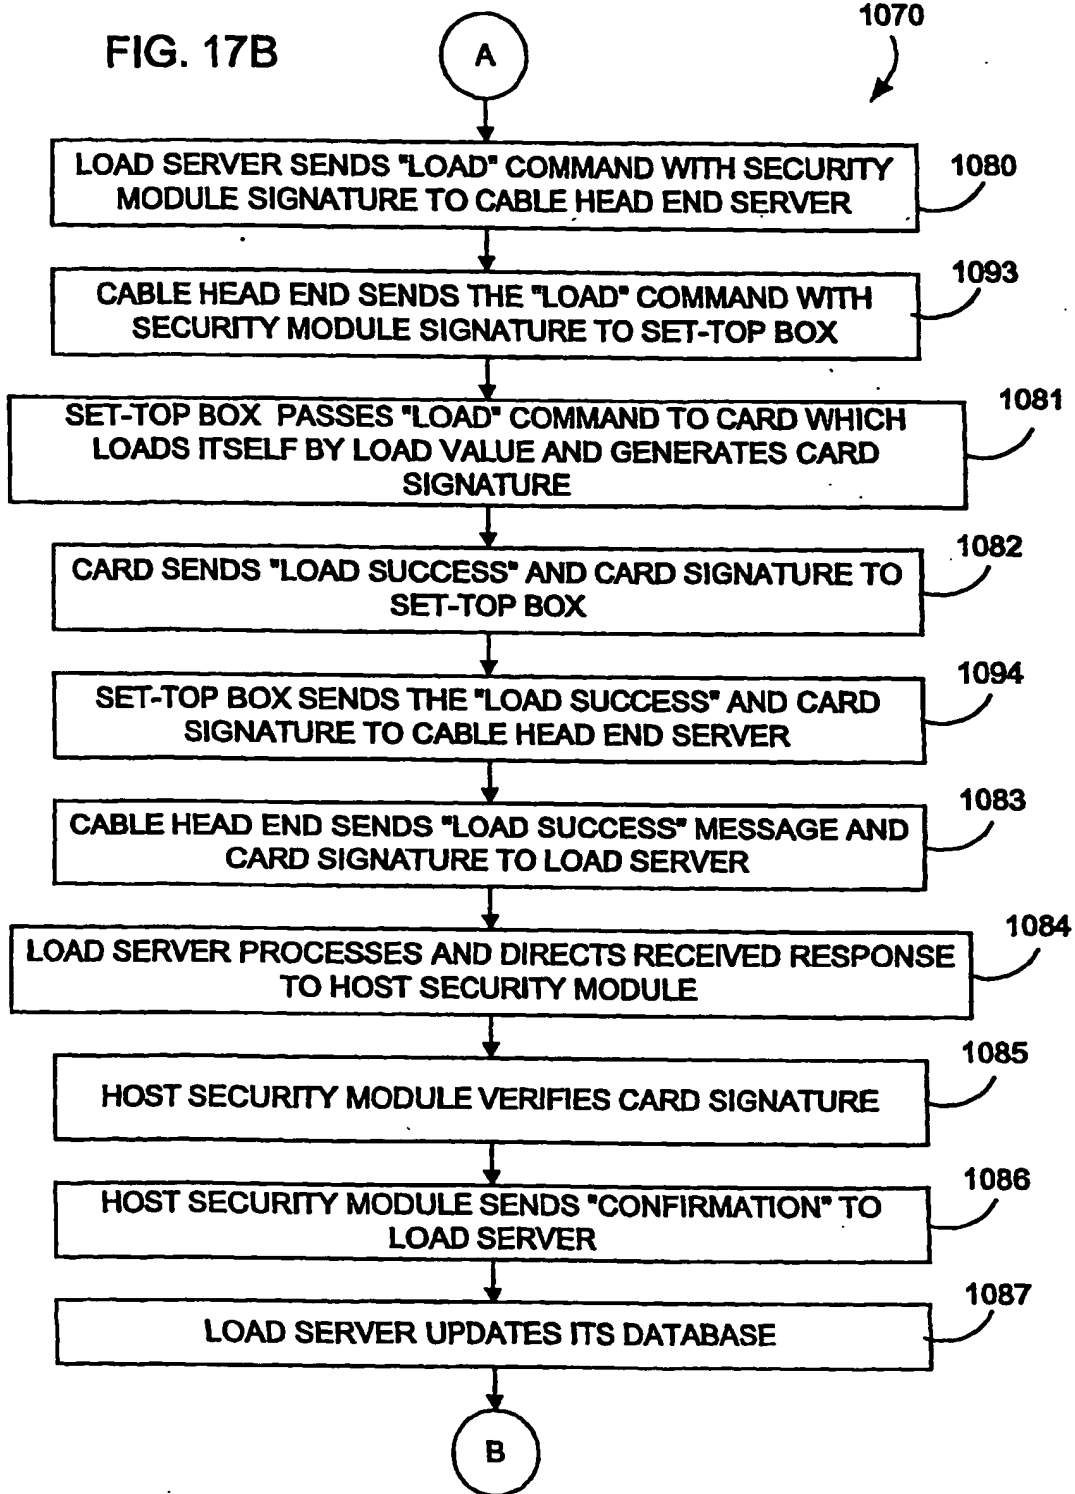 1070
FIG. 17B
A
LOAD SERVER SENDS "LOAD" COMMAND WITH SECURITY
MODULE SIGNATURE TO CABLE HEAD END SERVER
1080
CABLE HEAD END SENDS THE "LOAD" COMMAND WITH
SECURITY MODULE SIGNATURE TO SET-TOP BOX
1093
SET-TOP BOX PASSES "LOAD" COMMAND TO CARD WHICH
LOADS ITSELF BY LOAD VALUE AND GENERATES CARD
SIGNATURE
1081
CARD SENDS "LOAD SUCCESS" AND CARD SIGNATURE TO
SET-TOP BOX
1082
SET-TOP BOX SENDS THE "LOAD SUCCESS" AND CARD
SIGNATURE TO CABLE HEAD END SERVER
1094
CABLE HEAD END SENDS "LOAD SUCCESS" MESSAGE AND
CARD SIGNATURE TO LOAD SERVER
1083
LOAD SERVER PROCESSES AND DIRECTS RECEIVED RESPONSE
TO HOST SECURITY MODULE
1084
HOST SECURITY MODULE VERIFIES CARD SIGNATURE
1085
HOST SECURITY MODULE SENDS "CONFIRMATION" TO
LOAD SERVER
1086
LOAD SERVER UPDATES ITS DATABASE
1087
B